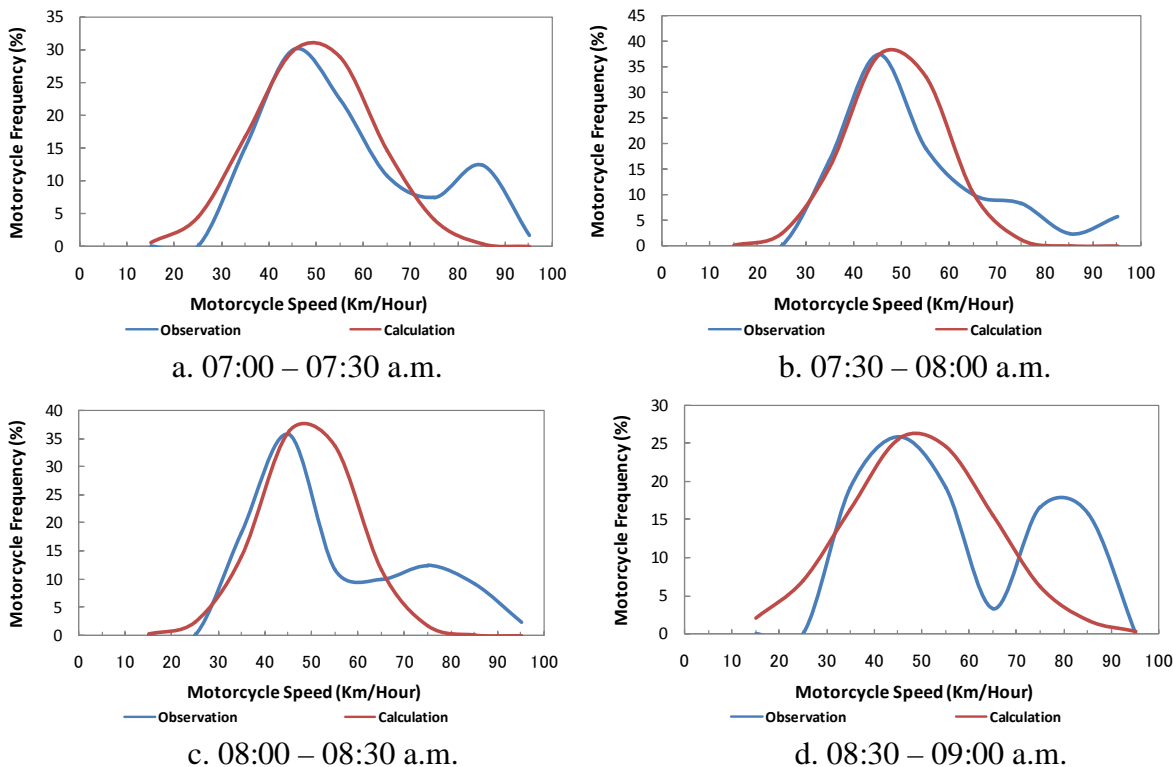 Motorcycle Frequency (%)
35
30
25
20
15
10
5
0
0 10 20 30 40 50 60 70 80 90 100
Motorcycle Speed (Km/Hour)
Observation Calculation
a. 07:00 – 07:30 a.m.
Motorcycle Frequency (%)
45
40
35
30
25
20
15
10
5
0
0 10 20 30 40 50 60 70 80 90 100
Motorcycle Speed (Km/Hour)
Observation Calculation
b. 07:30 – 08:00 a.m.
Motorcycle Frequency (%)
40
35
30
25
20
15
10
5
0
0 10 20 30 40 50 60 70 80 90 100
Motorcycle Speed (Km/Hour)
Observation Calculation
c. 08:00 – 08:30 a.m.
Motorcycle Frequency (%)
30
25
20
15
10
5
0
0 10 20 30 40 50 60 70 80 90 100
Motorcycle Speed (Km/Hour)
Observation Calculation
d. 08:30 – 09:00 a.m.